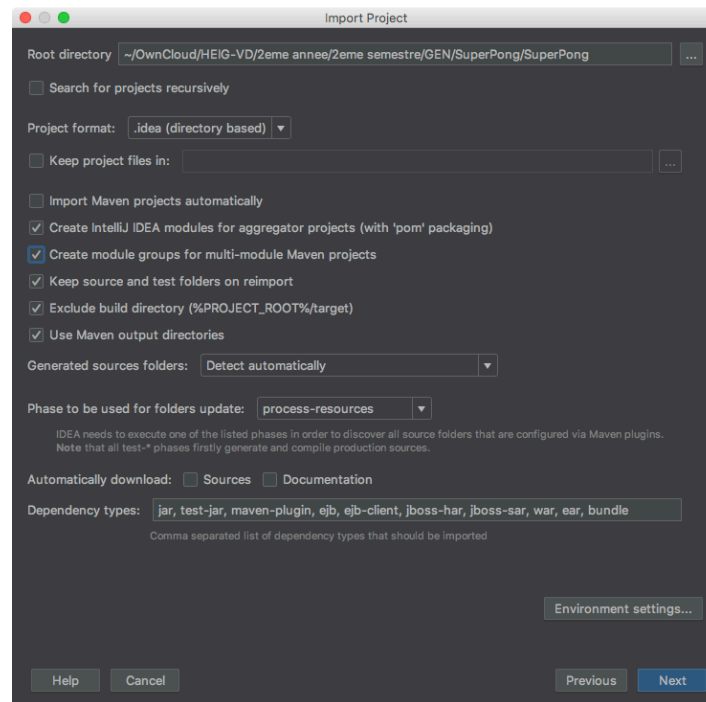 Import Project
Root directory ~/OwnCloud/HEIG-VD/2eme annee/2eme semestre/GEN/SuperPong/SuperPong ...
Search for projects recursively
Project format: .idea (directory based)
Keep project files in: ...
Import Maven projects automatically
Create IntelliJ IDEA modules for aggregator projects (with 'pom' packaging)
Create module groups for multi-module Maven projects
Keep source and test folders on reimport
Exclude build directory (%PROJECT_ROOT%/target)
Use Maven output directories
Generated sources folders: Detect automatically
Phase to be used for folders update: process-resources
IDEA needs to execute one of the listed phases in order to discover all source folders that are configured via Maven plugins.
Note that all test-* phases firstly generate and compile production sources.
Automatically download: Sources Documentation
Dependency types: jar, test-jar, maven-plugin, ejb, ejb-client, jboss-har, jboss-sar, war, ear, bundle
Comma separated list of dependency types that should be imported
Environment settings...
Help Cancel Previous Next